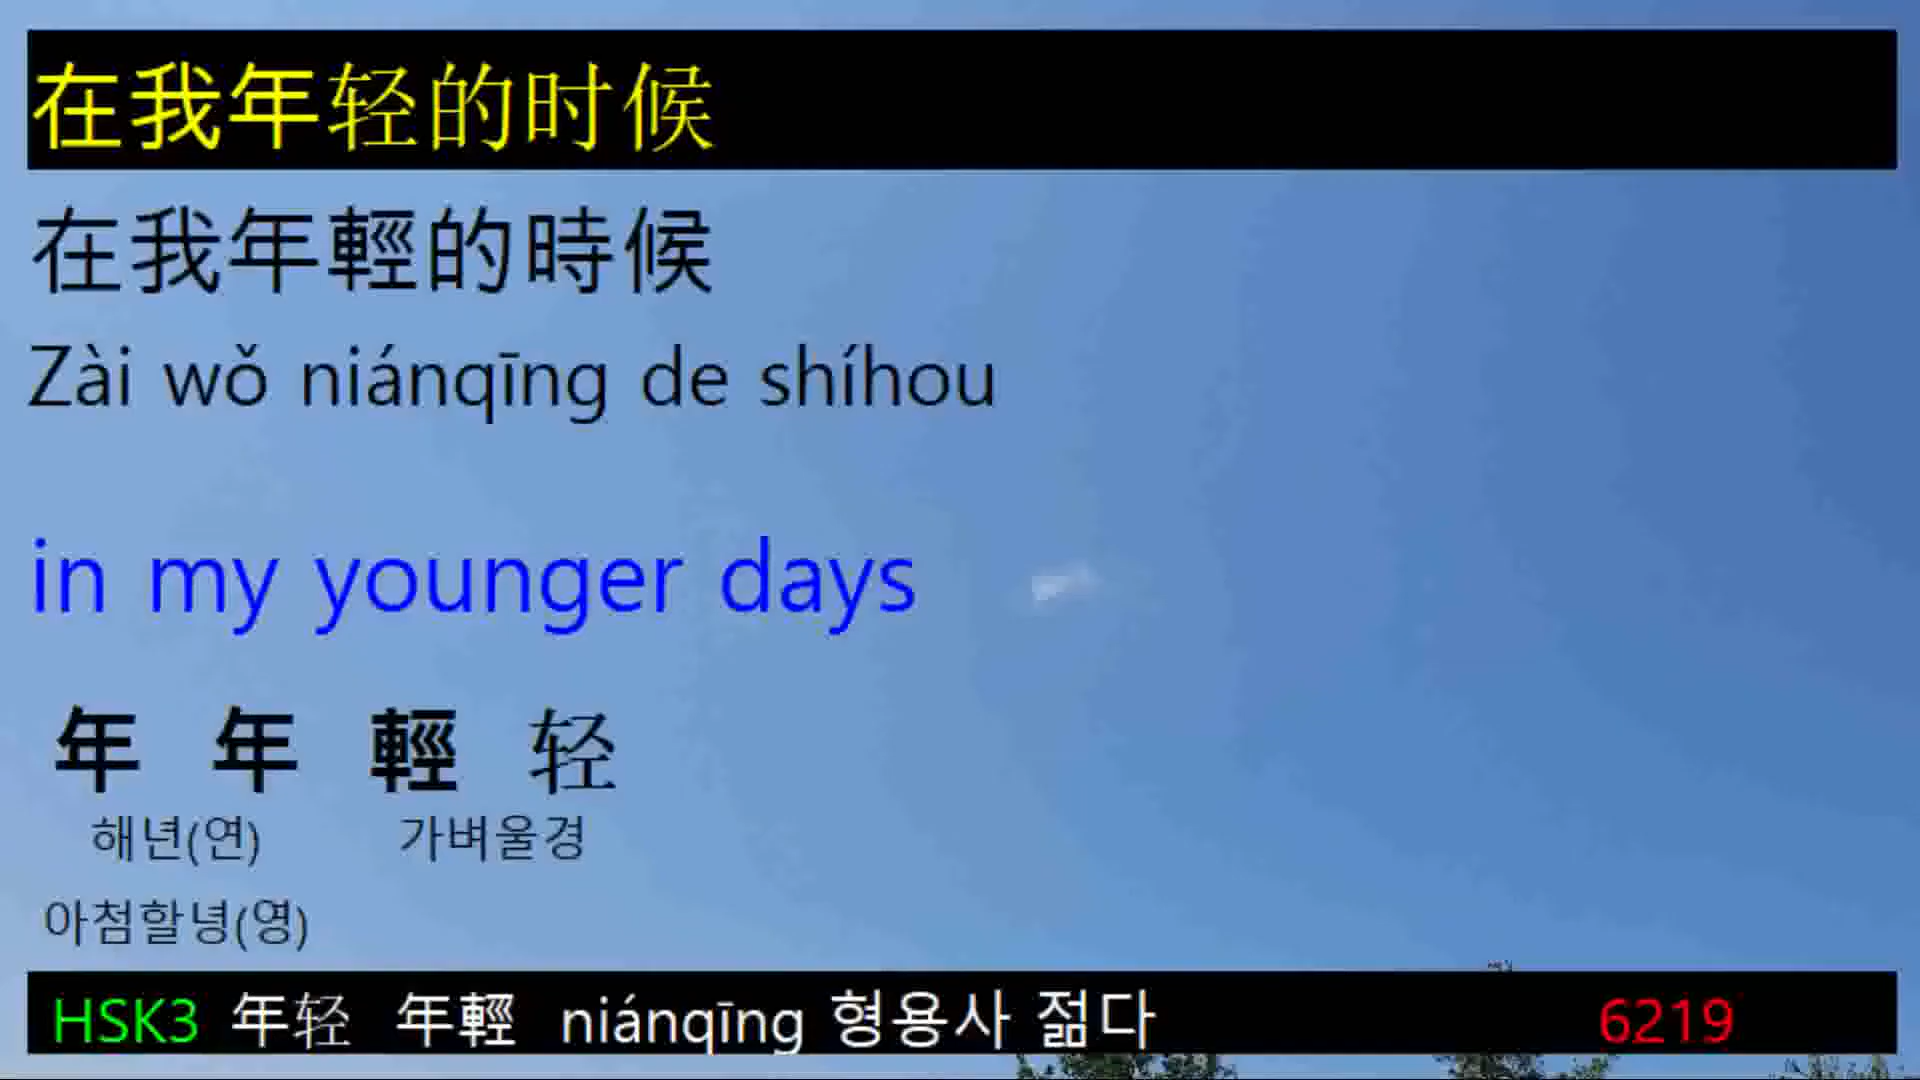 在我年轻的时候
在我年輕的時候
Zài wǒ niánqīng de shíhou
in my younger days
年 年 輕 轻
해년(연) 가벼울경
아첨할녕(영)
HSK3 年轻 年輕 niánqīng 형용사 젊다 6219